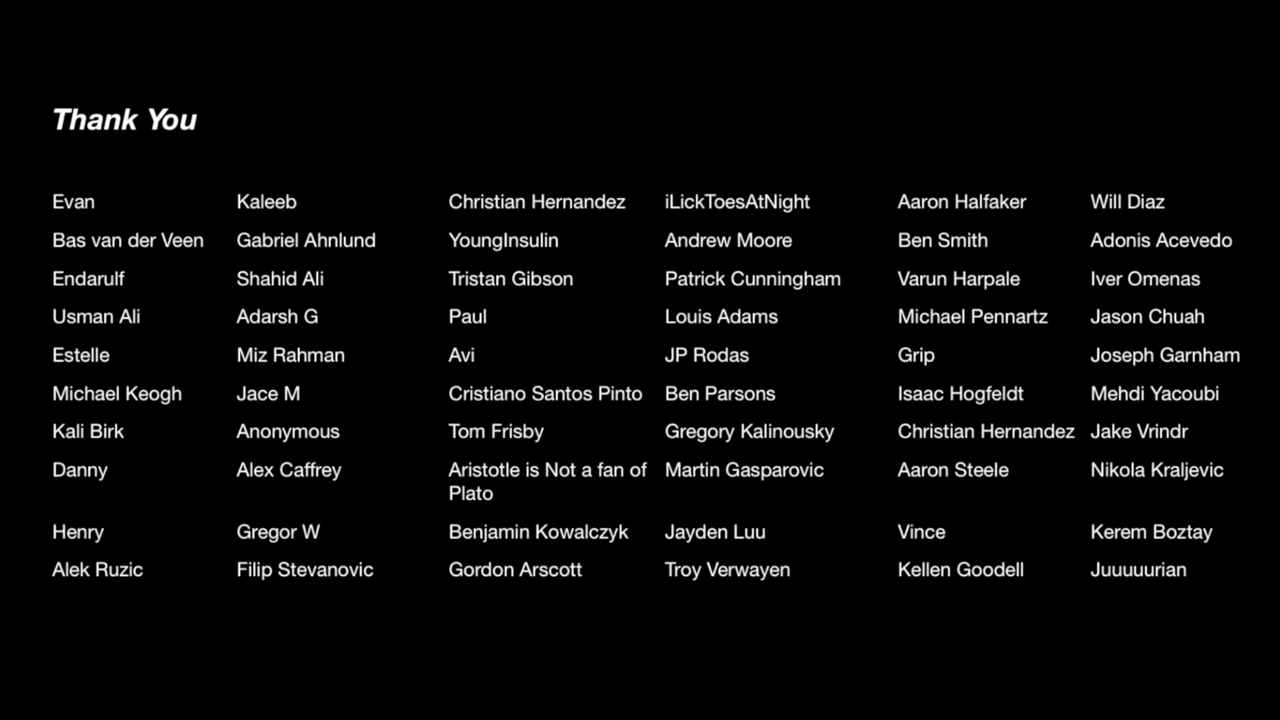 Thank You
Evan Kaleeb Christian Hernandez iLickToesAtNight Aaron Halfaker Will Diaz
Bas van der Veen Gabriel Ahnlund YoungInsulin Andrew Moore Ben Smith Adonis Acevedo
Endarulf Shahid Ali Tristan Gibson Patrick Cunningham Varun Harpale Iver Omenas
Usman Ali Adarsh G Paul Louis Adams Michael Pennartz Jason Chuah
Estelle Miz Rahman Avi JP Rodas Grip Joseph Garnham
Michael Keogh Jace M Cristiano Santos Pinto Ben Parsons Isaac Hogfeldt Mehdi Yacoubi
Kali Birk Anonymous Tom Frisby Gregory Kalinousky Christian Hernandez Jake Vrindr
Danny Alex Caffrey Aristotle is Not a fan of Martin Gasparovic Aaron Steele Nikola Kraljevic
Plato
Henry Gregor W Benjamin Kowalczyk Jayden Luu Vince Kerem Boztay
Alek Ruzic Filip Stevanovic Gordon Arscott Troy Verwayen Kellen Goodell Juuuuurian